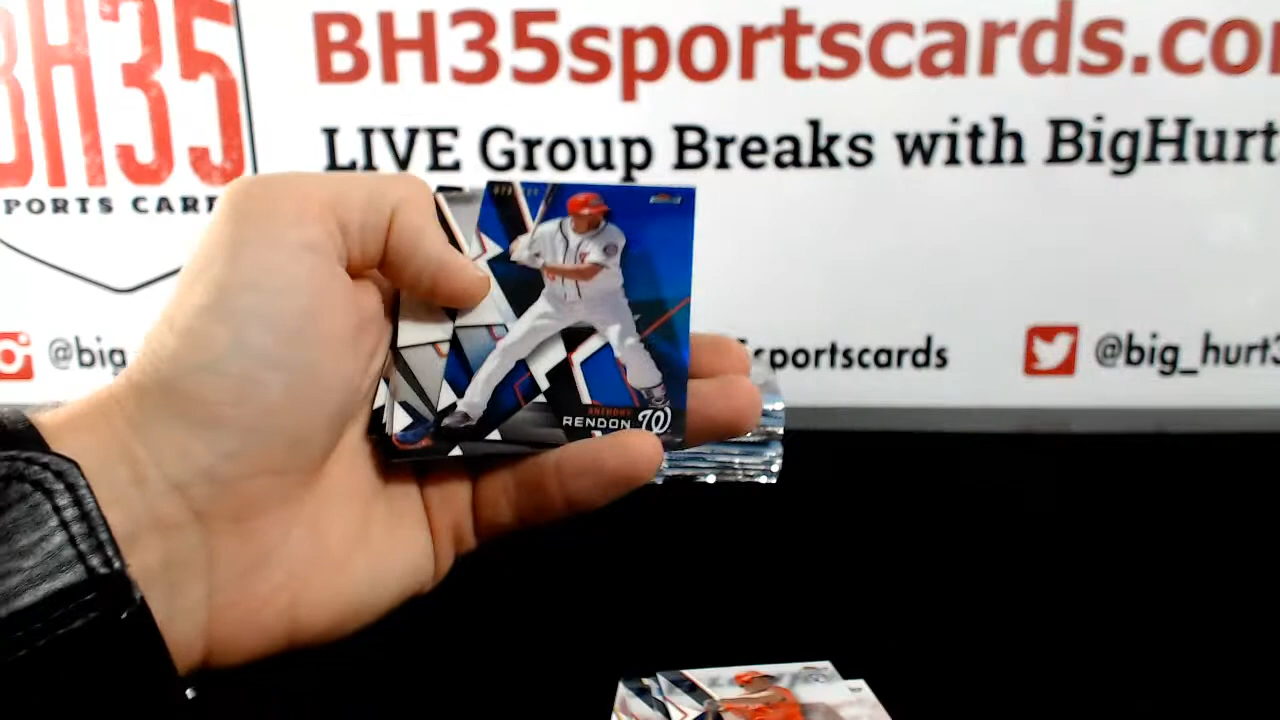 BH35
PORTS CAR
BH35sportscards.co
LIVE Group Breaks with BigHurt
@big
sportscards
@big_hurt3
ANTHONY
RENDON W